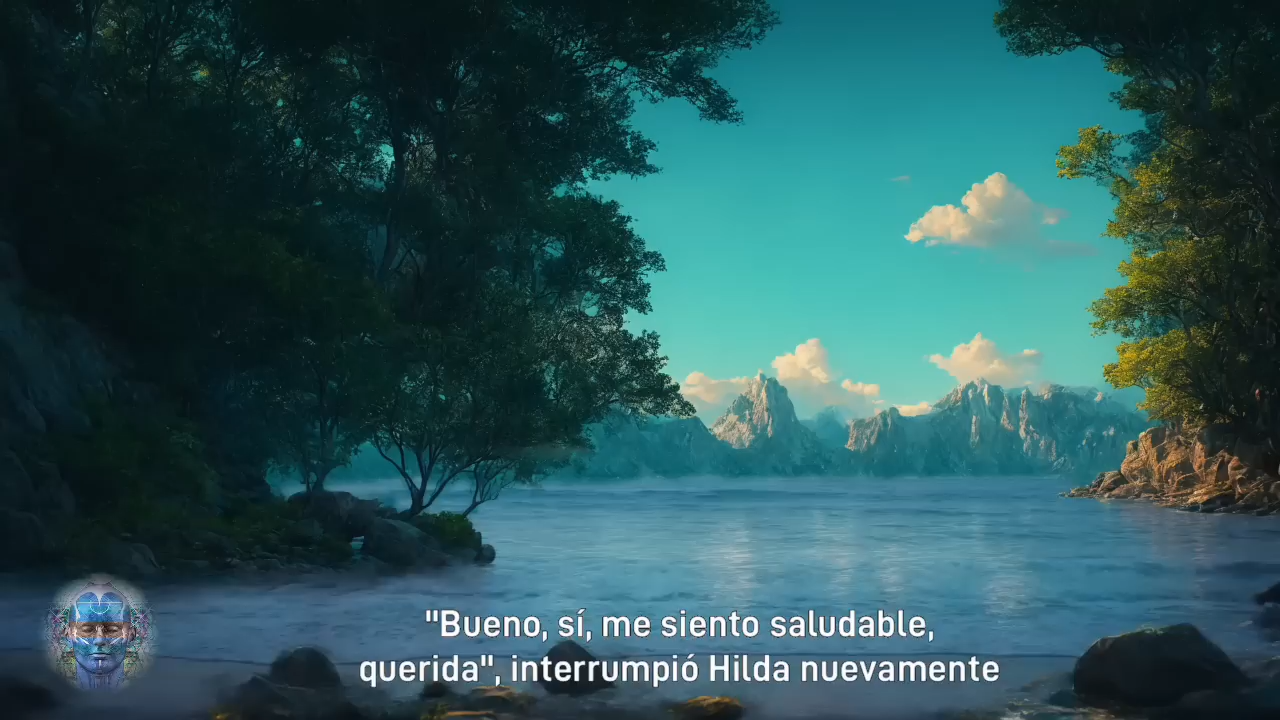 "Bueno, sí, me siento saludable,
querida", interrumpió Hilda nuevamente